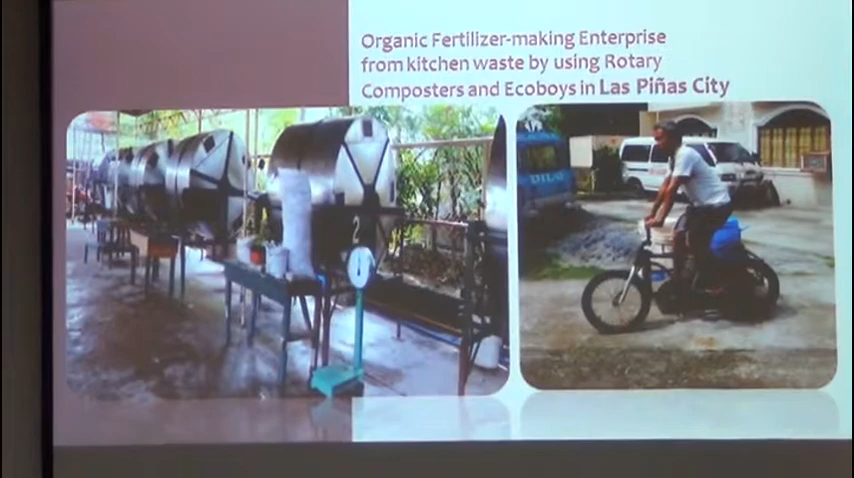 Organic Fertilizer-making Enterprise
from kitchen waste by using Rotary
Composters and Ecoboys in Las Piñas City
2